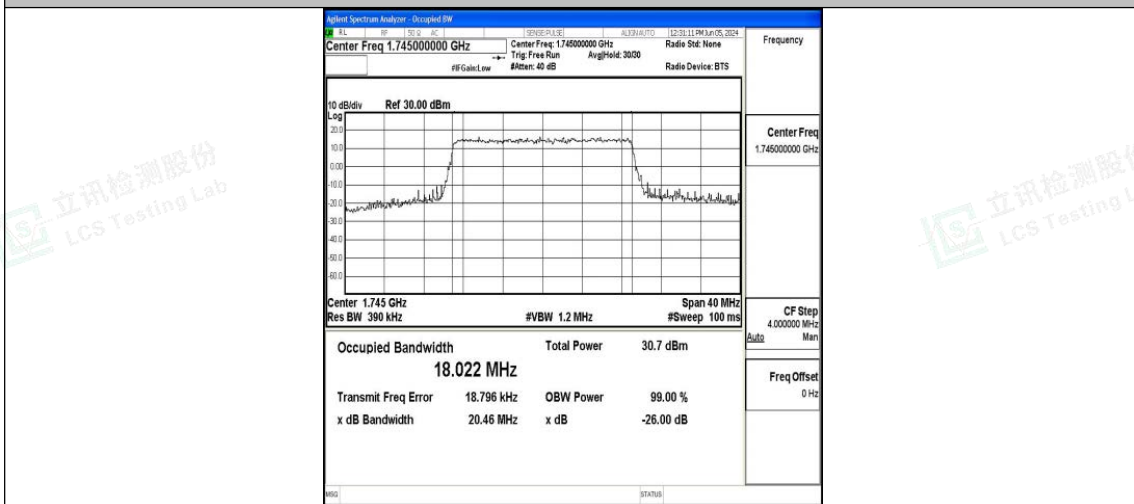 Agilent Spectrum Analyzer - Occupied BW
RL RF 50 Ω AC SENSE:PULSE ALIGNAUTO 12:31:11 PM Jun 05, 2024
Center Freq 1.745000000 GHz
Center Freq: 1.745000000 GHz
Radio Std: None
Trig: Free Run Avg|Hold: 30/30
#IFGain:Low #Atten: 40 dB Radio Device: BTS
Frequency
10 dB/div Ref 30.00 dBm
Log
20.0
10.0
0.00
-10.0
-20.0
-30.0
-40.0
-50.0
-60.0
Center 1.745 GHz Span 40 MHz
Res BW 390 kHz #VBW 1.2 MHz #Sweep 100 ms
Occupied Bandwidth Total Power 30.7 dBm
18.022 MHz
Transmit Freq Error 18.796 kHz OBW Power 99.00 %
x dB Bandwidth 20.46 MHz x dB -26.00 dB
Center Freq
1.745000000 GHz
CF Step
4.000000 MHz
Auto Man
Freq Offset
0 Hz
MSG STATUS
立讯检测股份
LCS Testing Lab
立讯检测股份
LCS Testing L